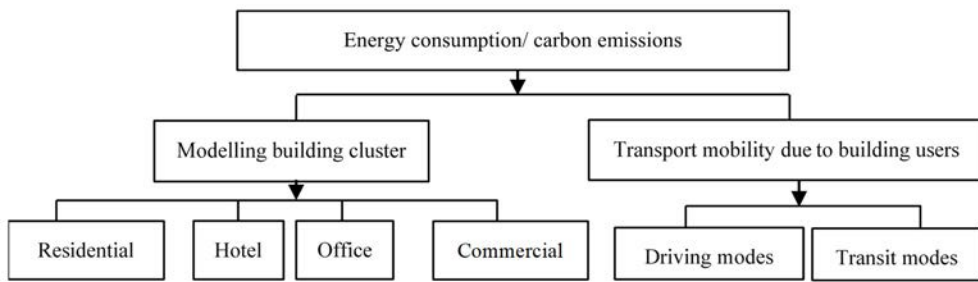 Energy consumption/ carbon emissions
Modelling building cluster
Transport mobility due to building users
Residential
Hotel
Office
Commercial
Driving modes
Transit modes